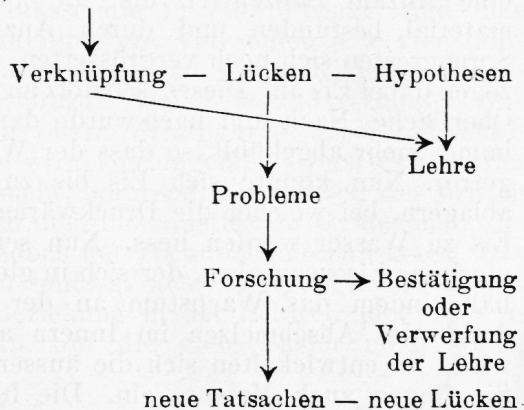 Verknüpfung — Lücken — Hypothesen
Lehre
Probleme
Forschung → Bestätigung
oder
Verwerfung
der Lehre
neue Tatsachen — neue Lücken